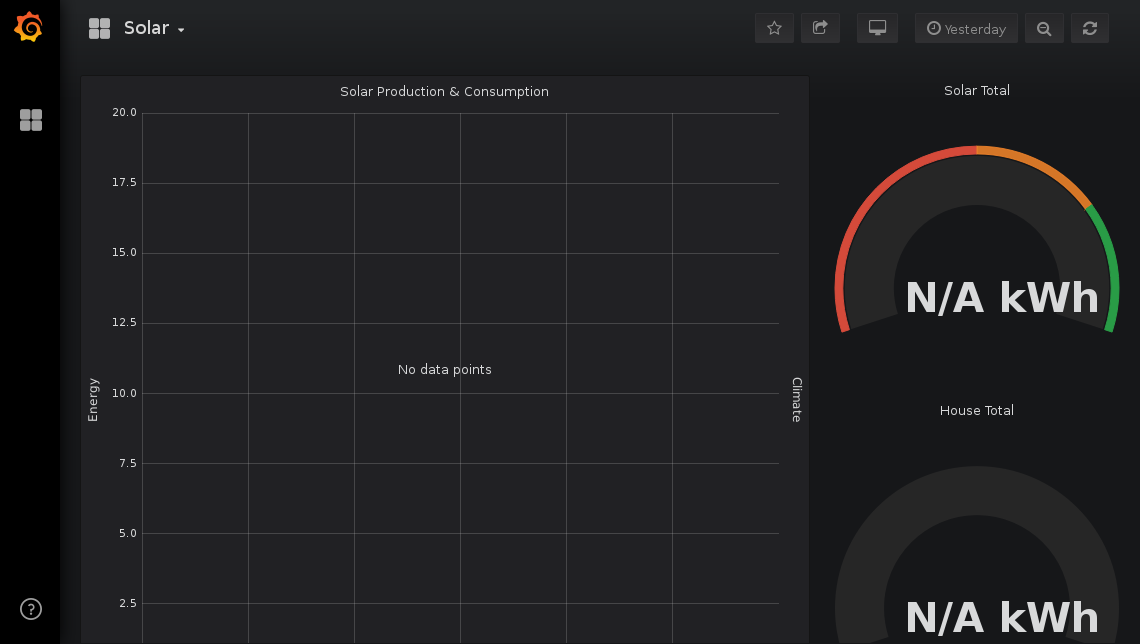 Solar
Yesterday
Solar Production & Consumption
20.0
17.5
15.0
12.5
10.0
7.5
5.0
2.5
Energy
No data points
Climate
Solar Total
N/A kWh
House Total
N/A kWh
?